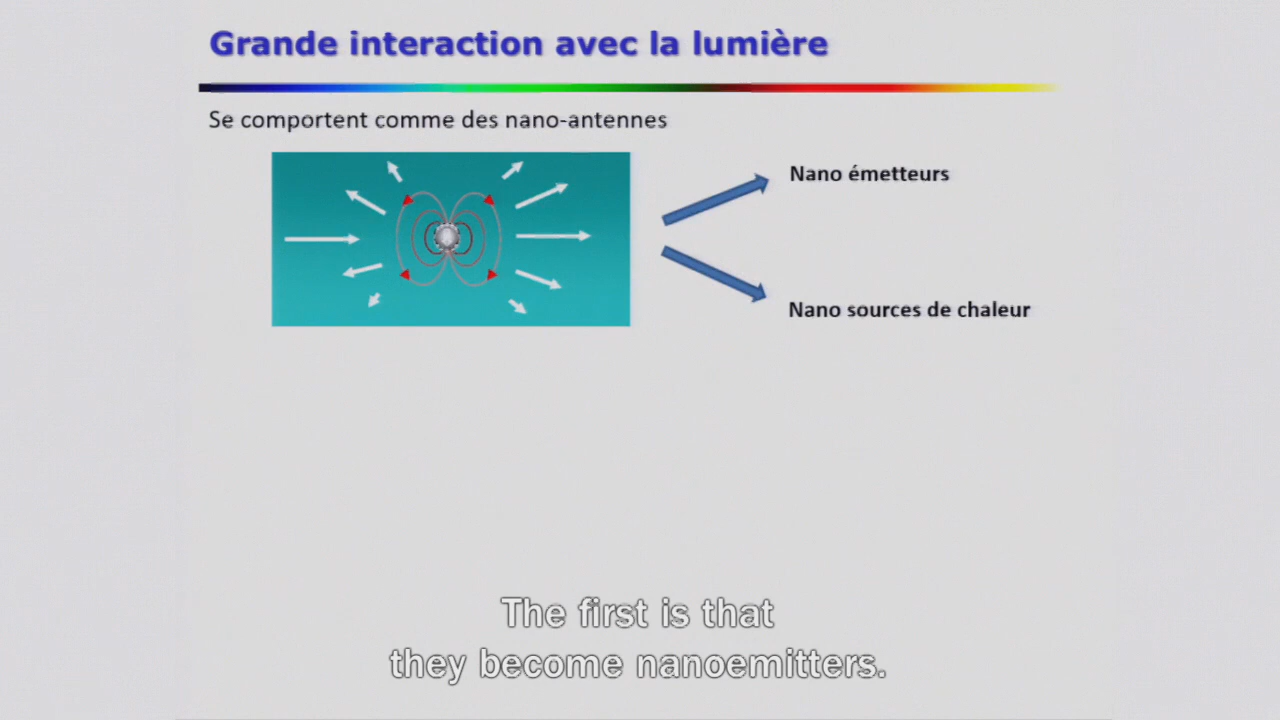 Grande interaction avec la lumière
Se comportent comme des nano-antennes
Nano émetteurs
Nano sources de chaleur
The first is that
they become nanoemitters.